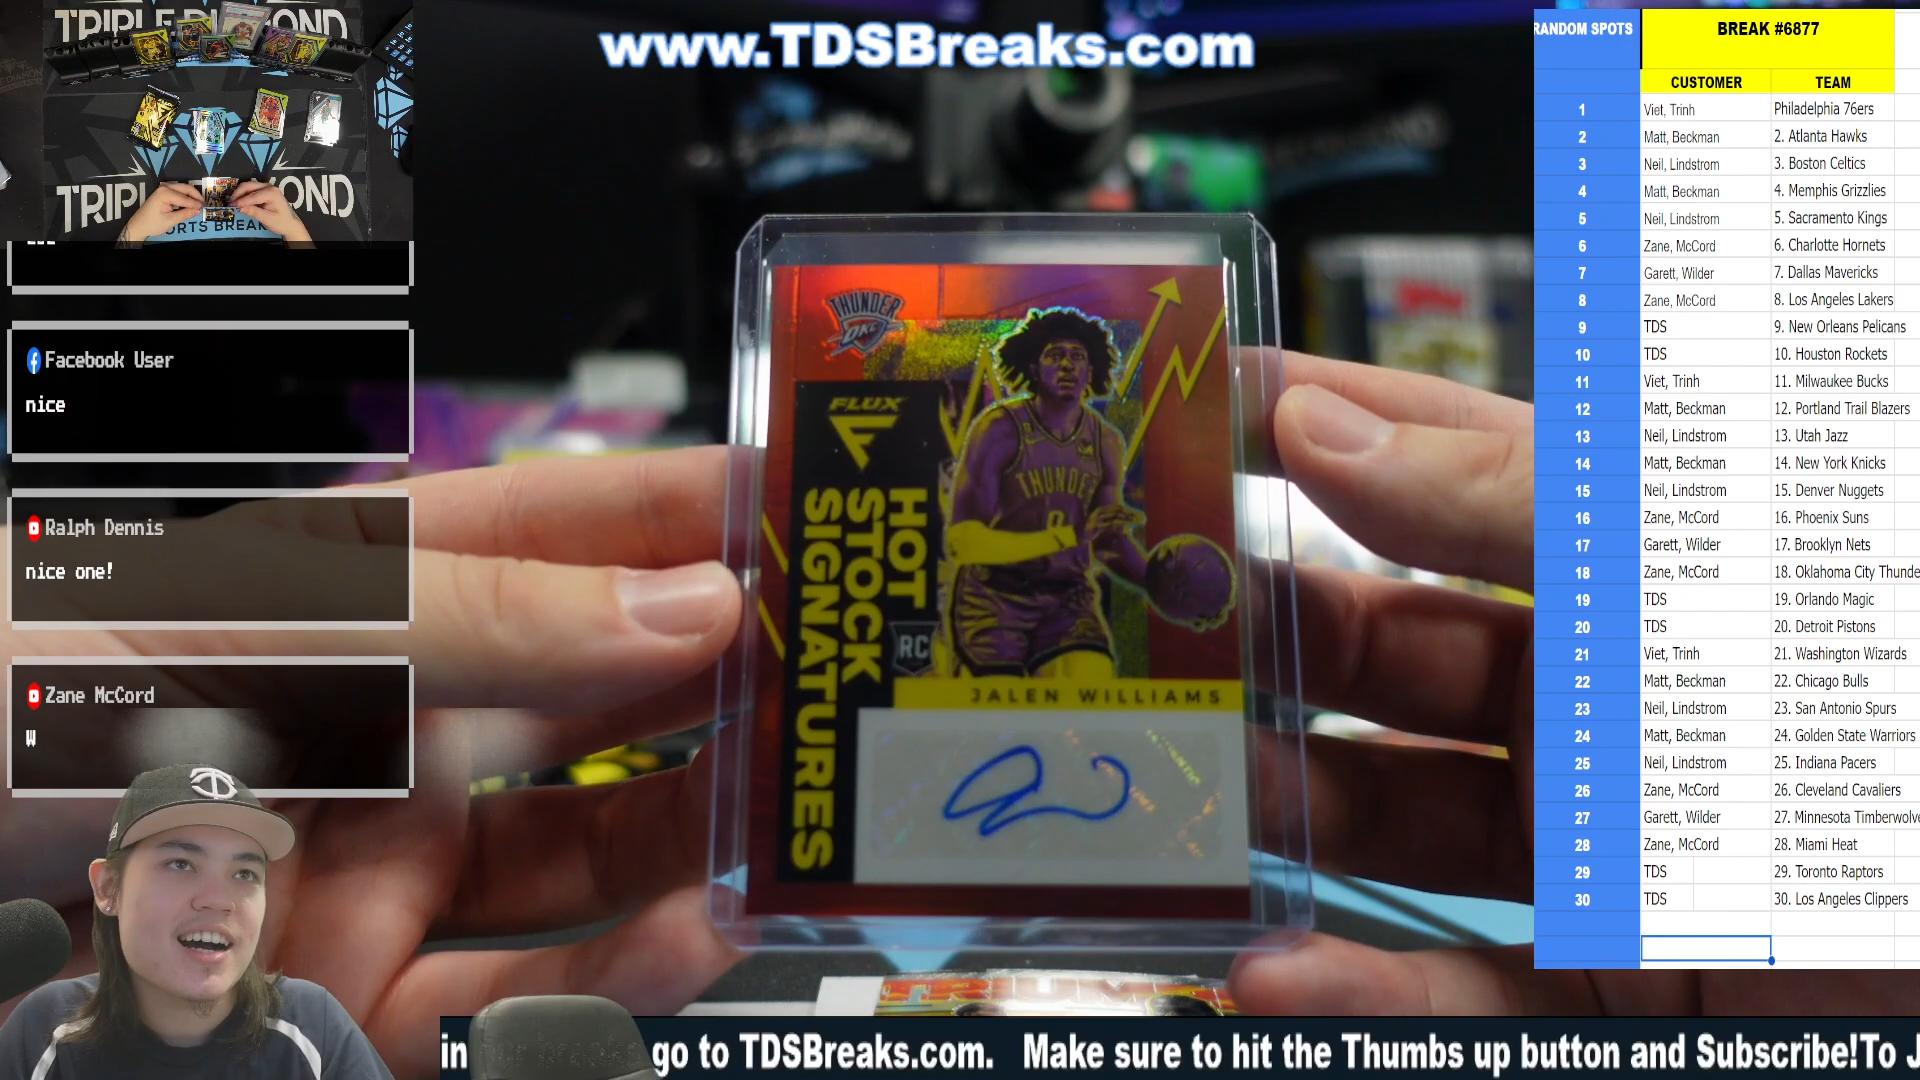 TRIPLE DIAMOND
TRIPLE DIAMOND
ORTS BREA
www.TDSBreaks.com
Facebook User
nice
Ralph Dennis
nice one!
Zane McCord
W
THUNDER
OKC
FLUX
HOT
STOCK
SIGNATURES
THUNDER
RC
JALEN WILLIAMS
RANDOM SPOTS BREAK #6877
CUSTOMER TEAM
1 Viet, Trinh Philadelphia 76ers
2 Matt, Beckman 2. Atlanta Hawks
3 Neil, Lindstrom 3. Boston Celtics
4 Matt, Beckman 4. Memphis Grizzlies
5 Neil, Lindstrom 5. Sacramento Kings
6 Zane, McCord 6. Charlotte Hornets
7 Garett, Wilder 7. Dallas Mavericks
8 Zane, McCord 8. Los Angeles Lakers
9 TDS 9. New Orleans Pelicans
10 TDS 10. Houston Rockets
11 Viet, Trinh 11. Milwaukee Bucks
12 Matt, Beckman 12. Portland Trail Blazers
13 Neil, Lindstrom 13. Utah Jazz
14 Matt, Beckman 14. New York Knicks
15 Neil, Lindstrom 15. Denver Nuggets
16 Zane, McCord 16. Phoenix Suns
17 Garett, Wilder 17. Brooklyn Nets
18 Zane, McCord 18. Oklahoma City Thunde
19 TDS 19. Orlando Magic
20 TDS 20. Detroit Pistons
21 Viet, Trinh 21. Washington Wizards
22 Matt, Beckman 22. Chicago Bulls
23 Neil, Lindstrom 23. San Antonio Spurs
24 Matt, Beckman 24. Golden State Warriors
25 Neil, Lindstrom 25. Indiana Pacers
26 Zane, McCord 26. Cleveland Cavaliers
27 Garett, Wilder 27. Minnesota Timberwolve
28 Zane, McCord 28. Miami Heat
29 TDS 29. Toronto Raptors
30 TDS 30. Los Angeles Clippers
in go to TDSBreaks.com. Make sure to hit the Thumbs up button and Subscribe!To J